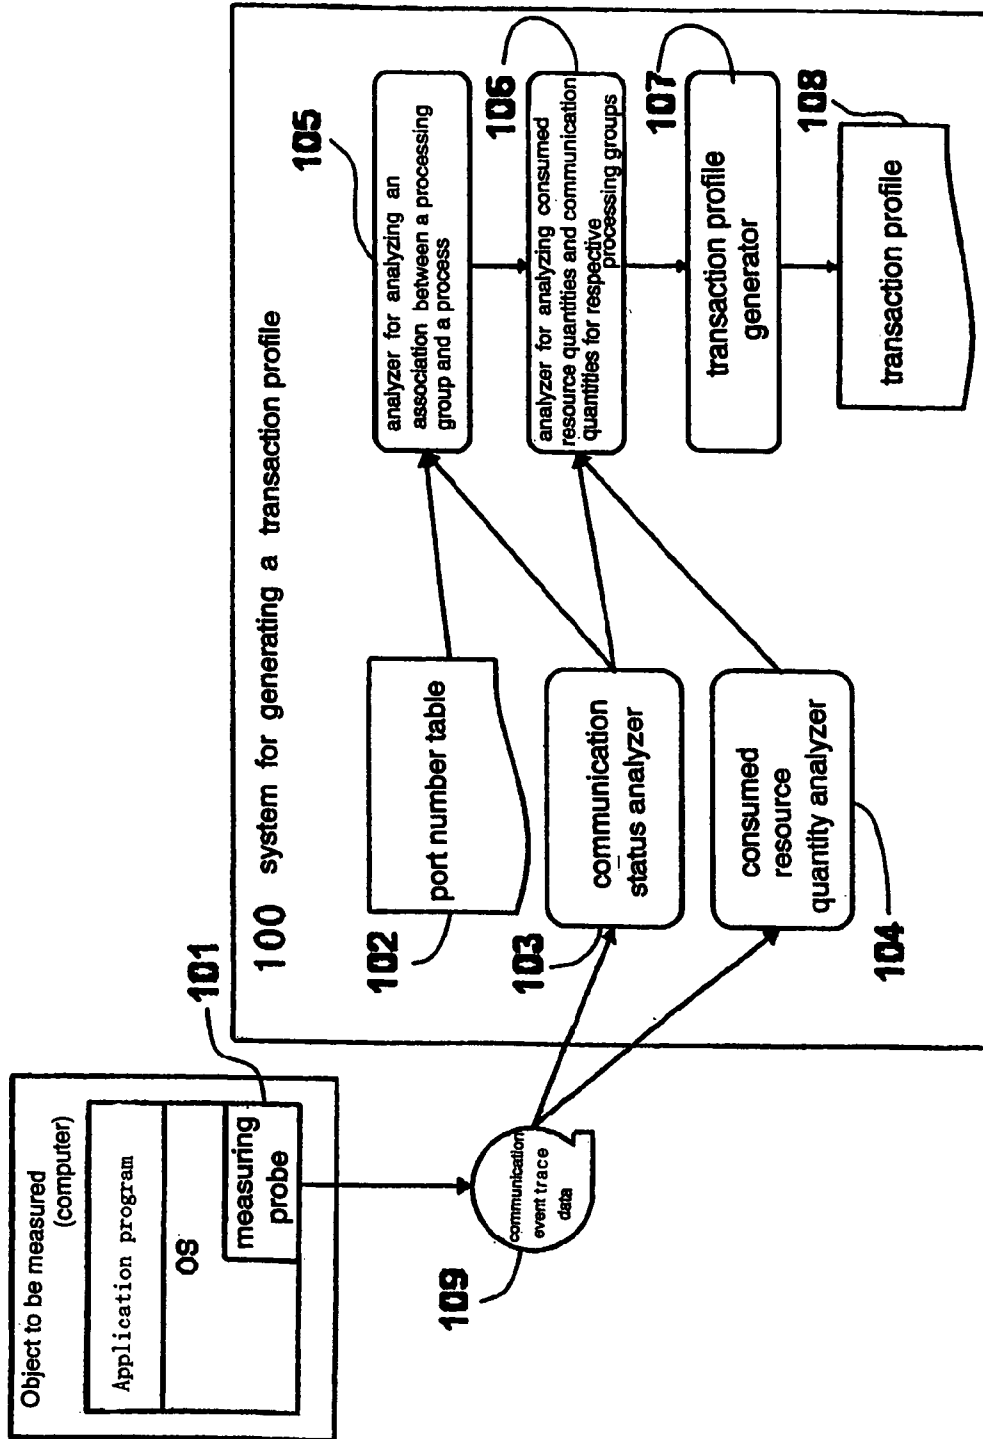 Object to be measured
(computer)
Application program
OS
measuring
probe
101
109
communication
event trace
data
100 system for generating a transaction profile
102
port number table
103
communication
status analyzer
104
consumed
resource
quantity analyzer
105
analyzer for analyzing an
association between a processing
group and a process
106
analyzer for analyzing consumed
resource quantities and communication
quantities for respective
processing groups
107
transaction profile
generator
108
transaction profile